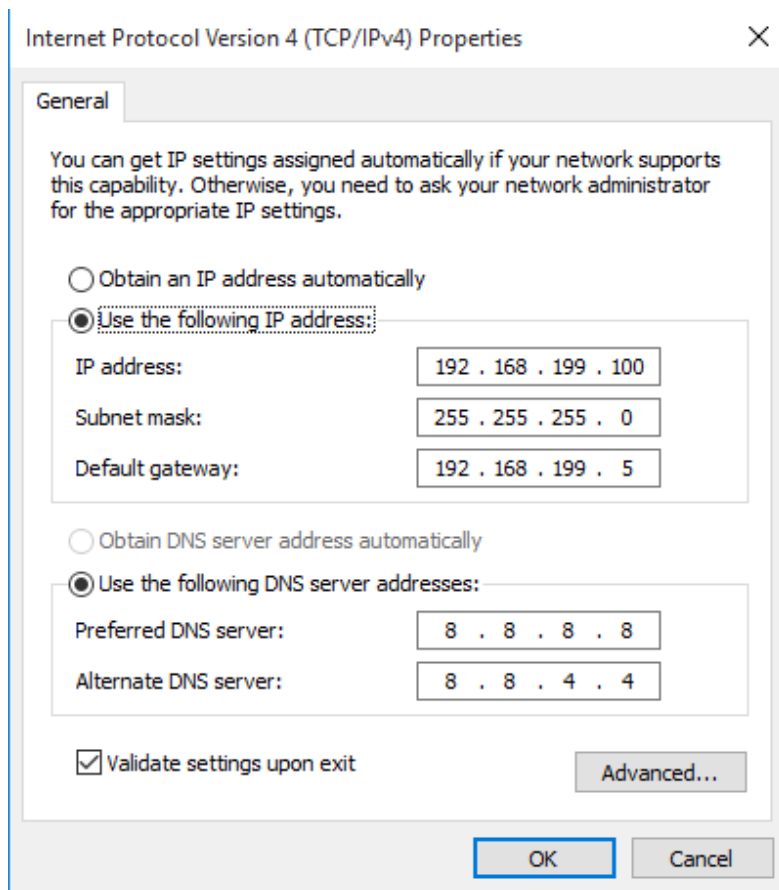 Internet Protocol Version 4 (TCP/IPv4) Properties
General
You can get IP settings assigned automatically if your network supports
this capability. Otherwise, you need to ask your network administrator
for the appropriate IP settings.
Obtain an IP address automatically
Use the following IP address:
IP address: 192 . 168 . 199 . 100
Subnet mask: 255 . 255 . 255 . 0
Default gateway: 192 . 168 . 199 . 5
Obtain DNS server address automatically
Use the following DNS server addresses:
Preferred DNS server: 8 . 8 . 8 . 8
Alternate DNS server: 8 . 8 . 4 . 4
Validate settings upon exit
Advanced...
OK Cancel